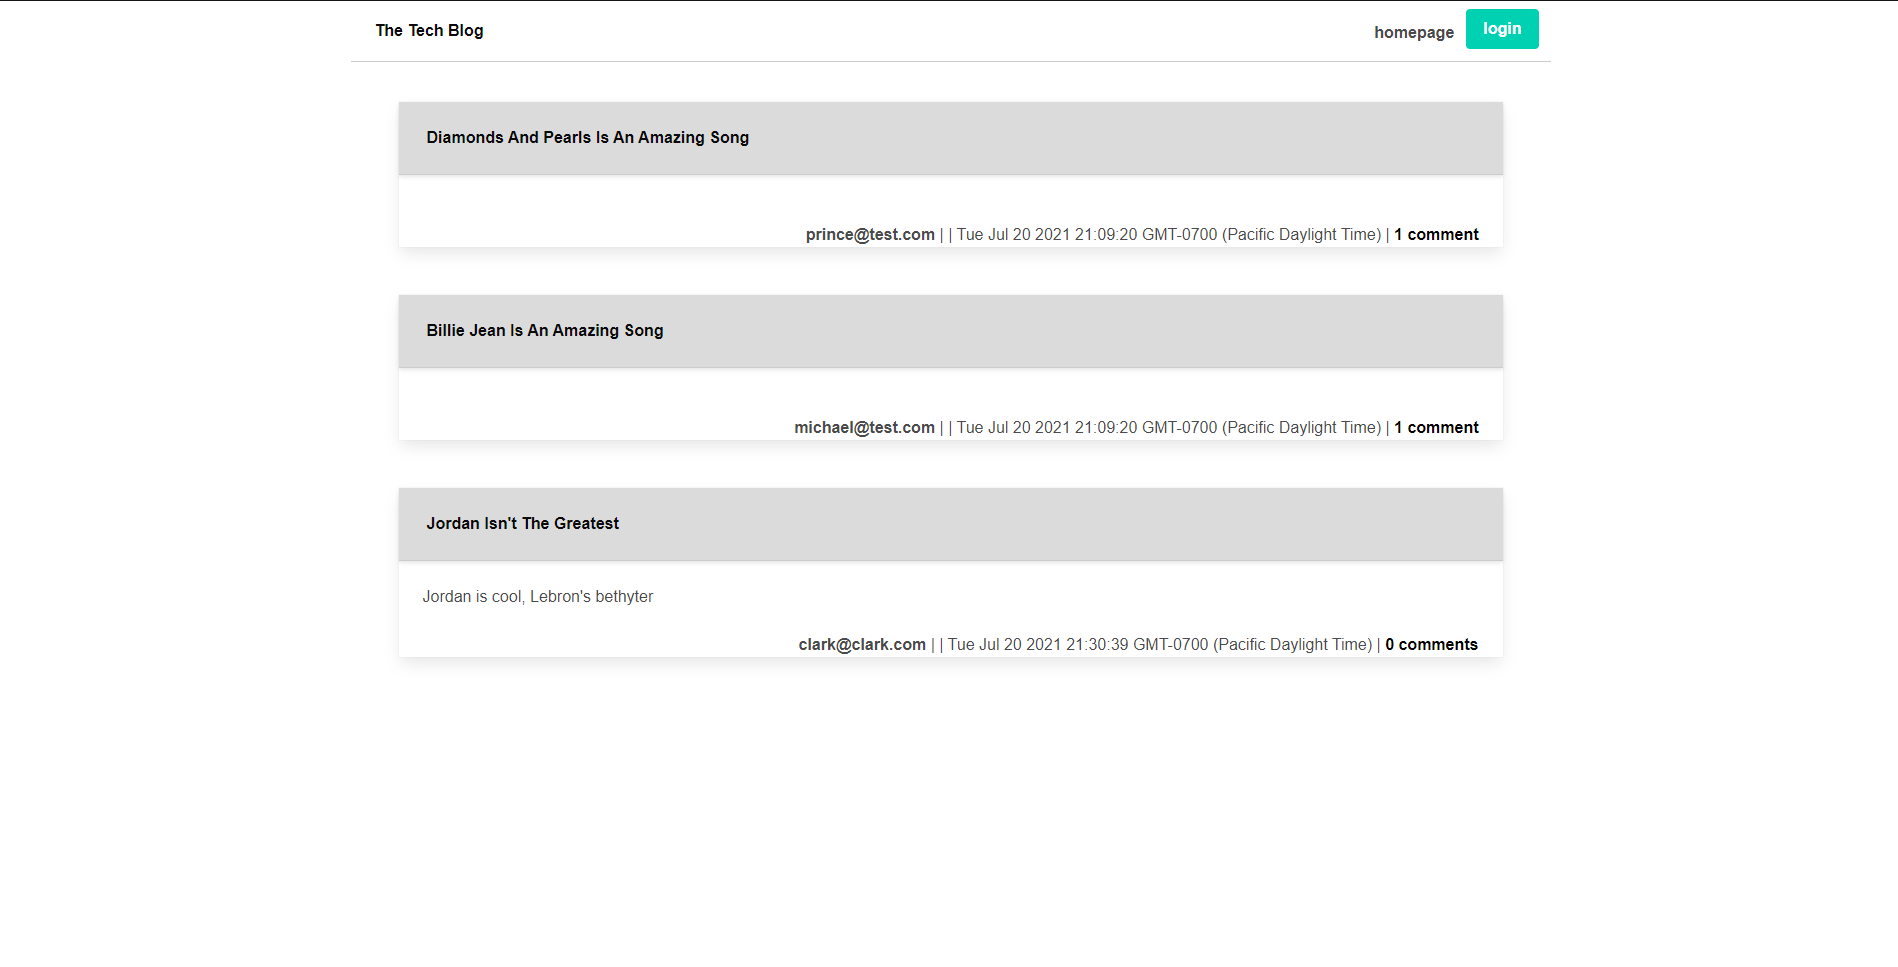 The Tech Blog
homepage login
Diamonds And Pearls Is An Amazing Song
prince@test.com | | Tue Jul 20 2021 21:09:20 GMT-0700 (Pacific Daylight Time) | 1 comment
Billie Jean Is An Amazing Song
michael@test.com | | Tue Jul 20 2021 21:09:20 GMT-0700 (Pacific Daylight Time) | 1 comment
Jordan Isn't The Greatest
Jordan is cool, Lebron's bethyter
clark@clark.com | | Tue Jul 20 2021 21:30:39 GMT-0700 (Pacific Daylight Time) | 0 comments